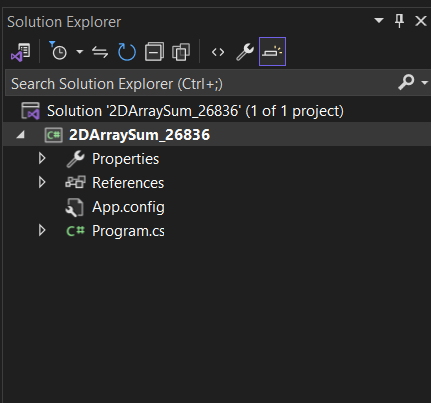 Solution Explorer
Search Solution Explorer (Ctrl+;)
Solution '2DArraySum_26836' (1 of 1 project)
C# 2DArraySum_26836
Properties
References
App.config
C# Program.cs